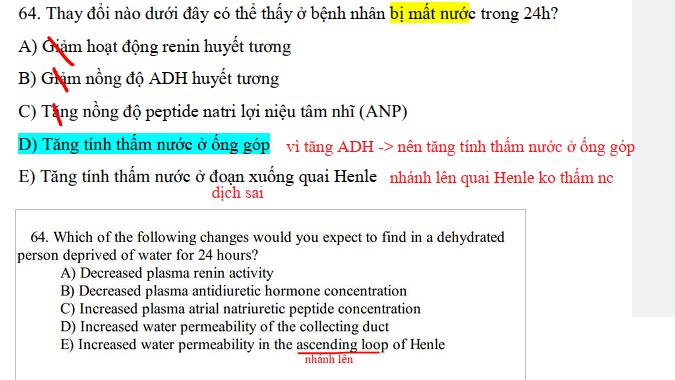 64. Thay đổi nào dưới đây có thể thấy ở bệnh nhân bị mất nước trong 24h?
A) Giảm hoạt động renin huyết tương
B) Giảm nồng độ ADH huyết tương
C) Tăng nồng độ peptide natri lợi niệu tâm nhĩ (ANP)
D) Tăng tính thấm nước ở ống góp vì tăng ADH -> nên tăng tính thấm nước ở ống góp
E) Tăng tính thấm nước ở đoạn xuống quai Henle nhánh lên quai Henle ko thấm nc
dịch sai
64. Which of the following changes would you expect to find in a dehydrated
person deprived of water for 24 hours?
A) Decreased plasma renin activity
B) Decreased plasma antidiuretic hormone concentration
C) Increased plasma atrial natriuretic peptide concentration
D) Increased water permeability of the collecting duct
E) Increased water permeability in the ascending loop of Henle
nhánh lên